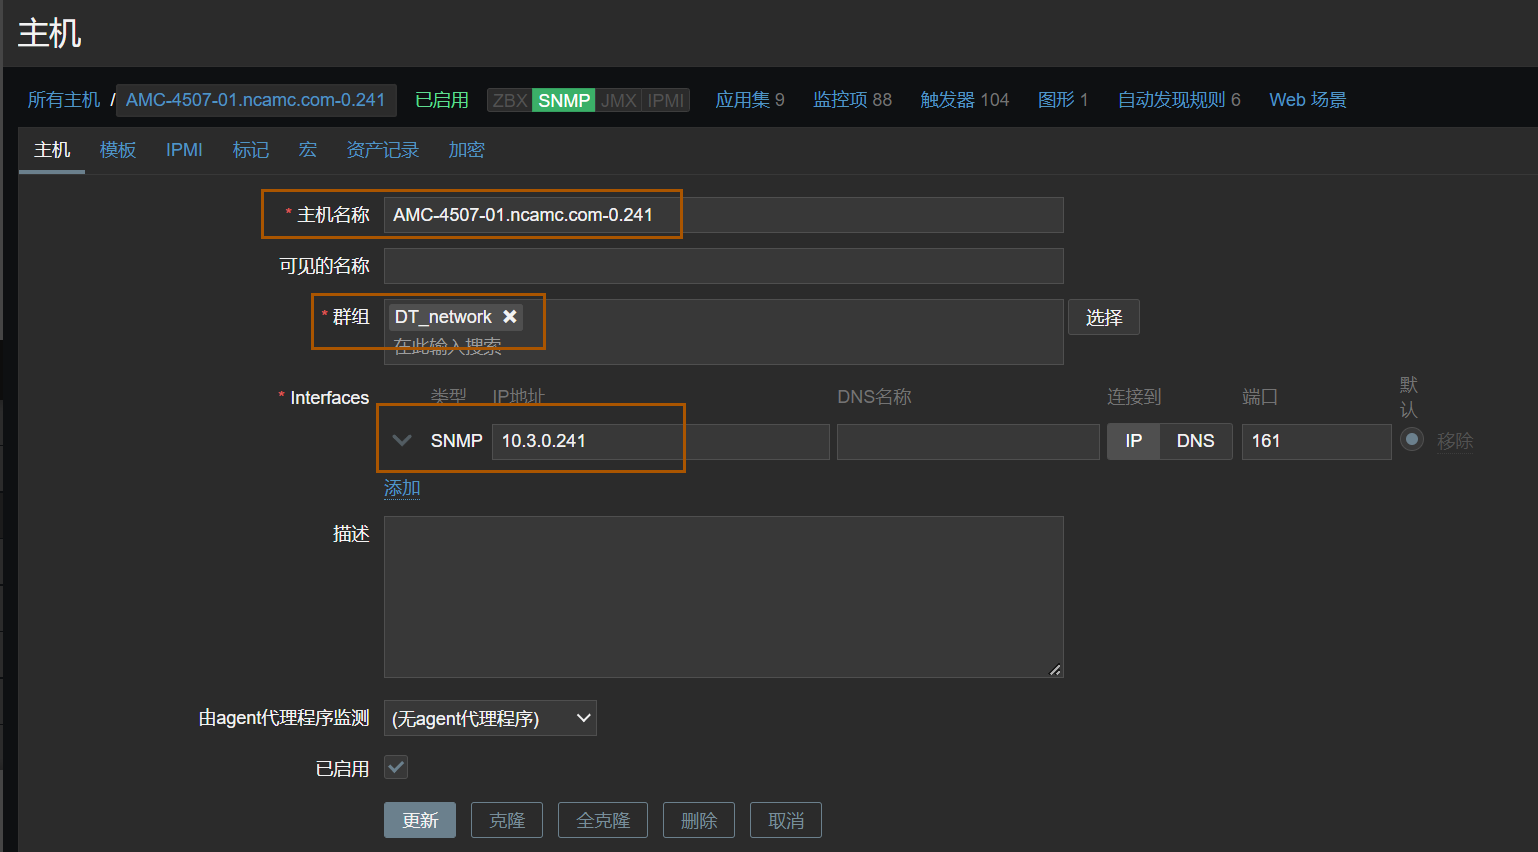 主机
所有主机 / AMC-4507-01.ncamc.com-0.241 已启用 ZBX SNMP JMX IPMI 应用集 9 监控项 88 触发器 104 图形 1 自动发现规则 6 Web 场景
主机 模板 IPMI 标记 宏 资产记录 加密
* 主机名称 AMC-4507-01.ncamc.com-0.241
可见的名称
* 群组 DT_network ✖ 选择
在此输入搜索
* Interfaces 类型 IP地址 DNS名称 连接到 端口 默认
SNMP 10.3.0.241 IP DNS 161 移除
添加
描述
由agent代理程序监测 (无agent代理程序)
已启用
更新 克隆 全克隆 删除 取消